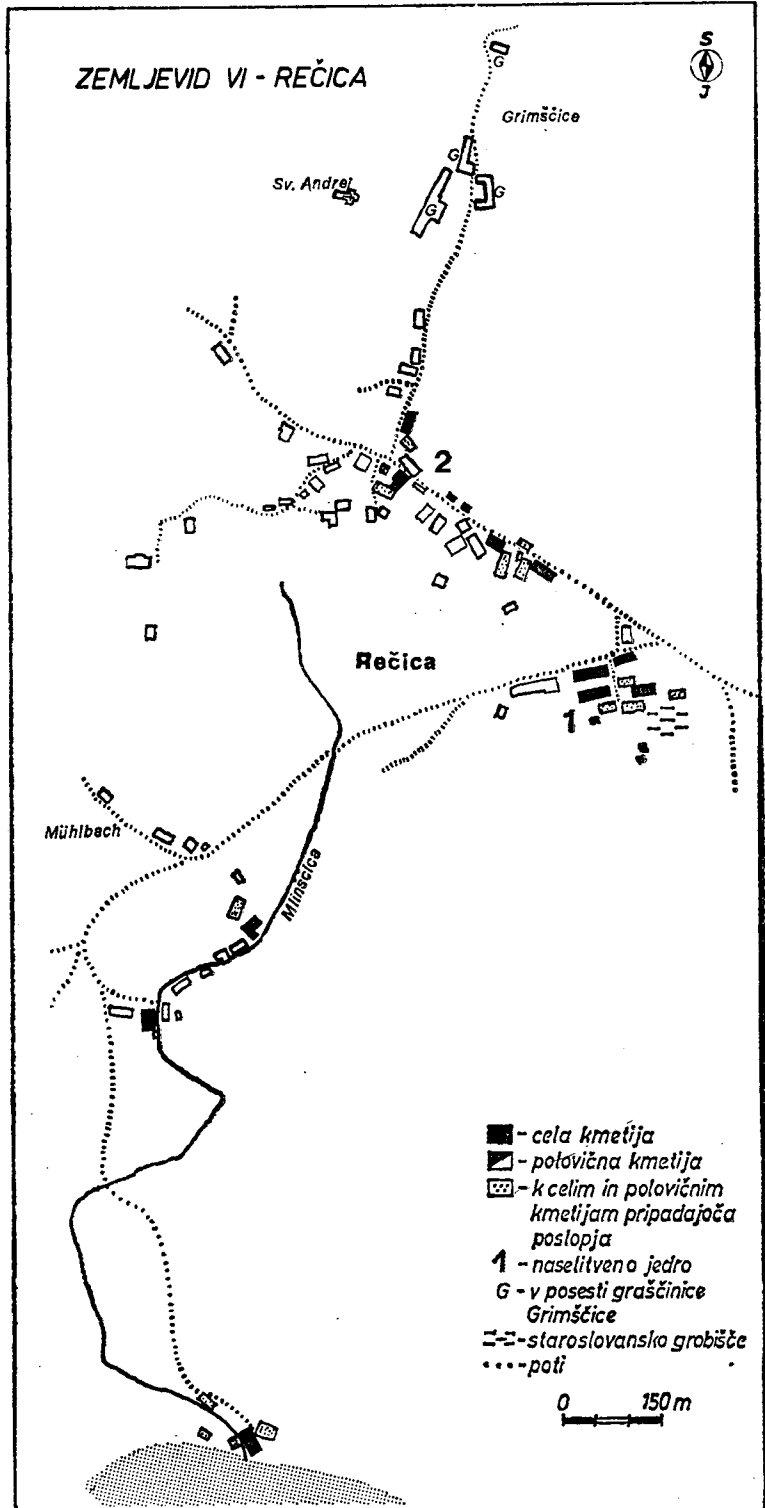 ZEMLJEVID VI - REČICA
S
J
G
Grimščice
G
Sv. Andrej
G
G
2
Rečica
1
Mühlbach
Mlinščica
- cela kmetija
- polovična kmetija
- k celim in polovičnim
kmetijam pripadajoča
poslopja
1 - naselitveno jedro
G - v posesti graščinice
Grimščice
- staroslovansko grobišče
- poti
0 150 m